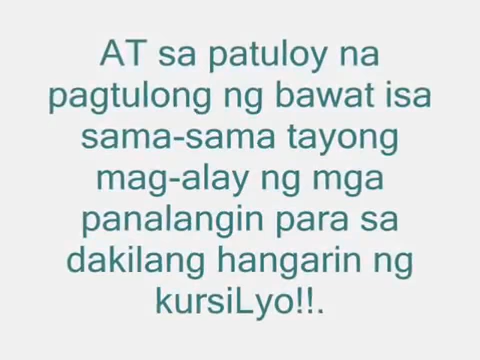 AT sa patuloy na
pagtulong ng bawat isa
sama-sama tayong
mag-alay ng mga
panalangin para sa
dakilang hangarin ng
kursiLyo!!.